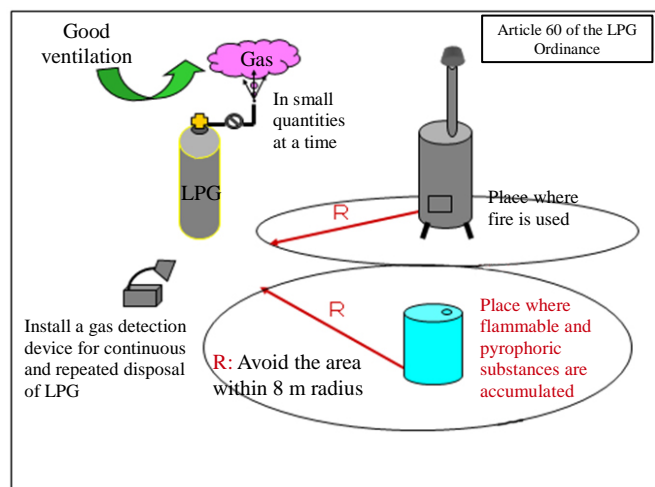 Good
ventilation
Gas
Article 60 of the LPG
Ordinance
In small
quantities
at a time
LPG
R
Place where
fire is used
R
Install a gas detection
device for continuous
and repeated disposal
of LPG
R: Avoid the area
within 8 m radius
Place where
flammable and
pyrophoric
substances are
accumulated